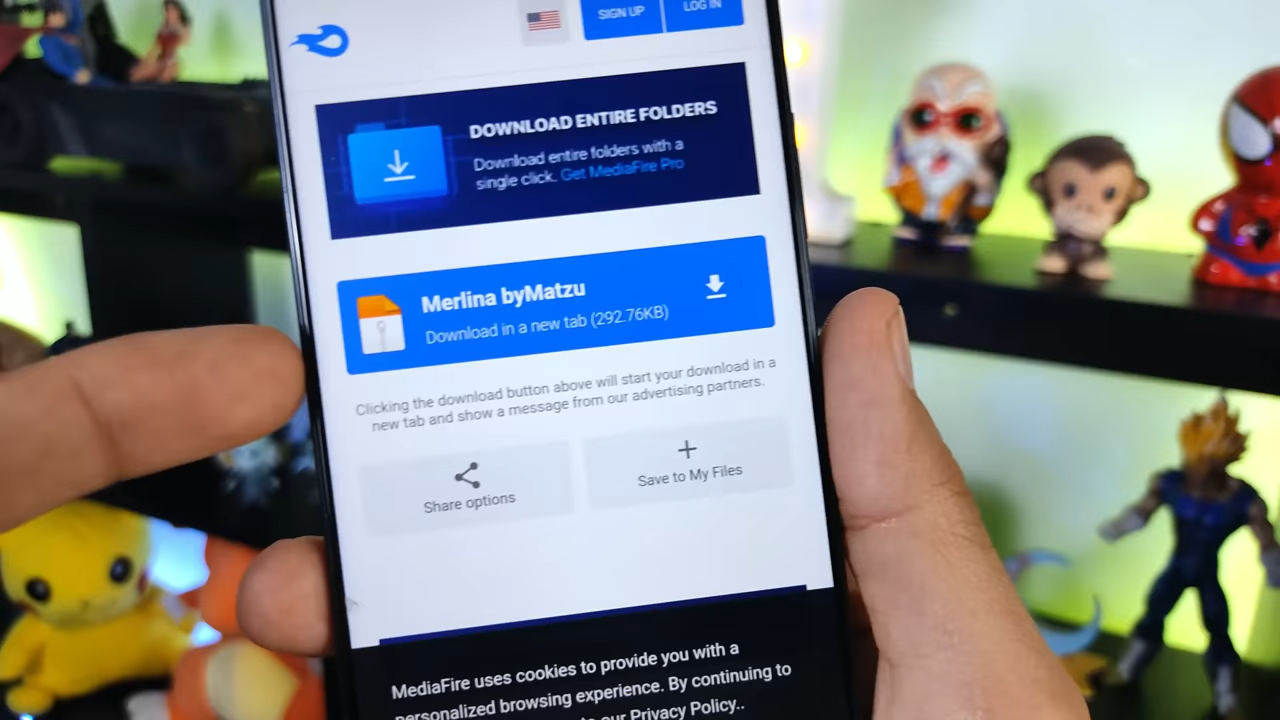 SIGN UP
LOG IN
DOWNLOAD ENTIRE FOLDERS
Download entire folders with a
single click. Get MediaFire Pro
Merlina byMatzu
Download in a new tab (292.76KB)
Clicking the download button above will start your download in a
new tab and show a message from our advertising partners.
Share options
Save to My Files
MediaFire uses cookies to provide you with a
personalized browsing experience. By continuing to
our Privacy Policy..